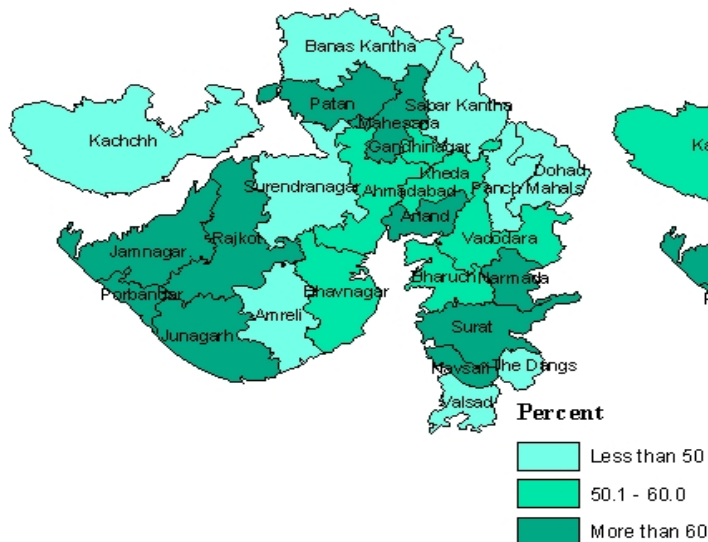 Banas Kantha
Patan
Sabar Kantha
Mahesana
Kachchh
Gandhinagar
Dohad
Kheda
Surendranagar
Ahmadabad
Panch Mahals
Anand
Rajkot
Vadodara
Jamnagar
Bharuch
Narmada
Porbandar
Bhavnagar
Amreli
Junagarh
Surat
Navsari
The Dangs
Valsad
Percent
Less than 50
50.1 - 60.0
More than 60